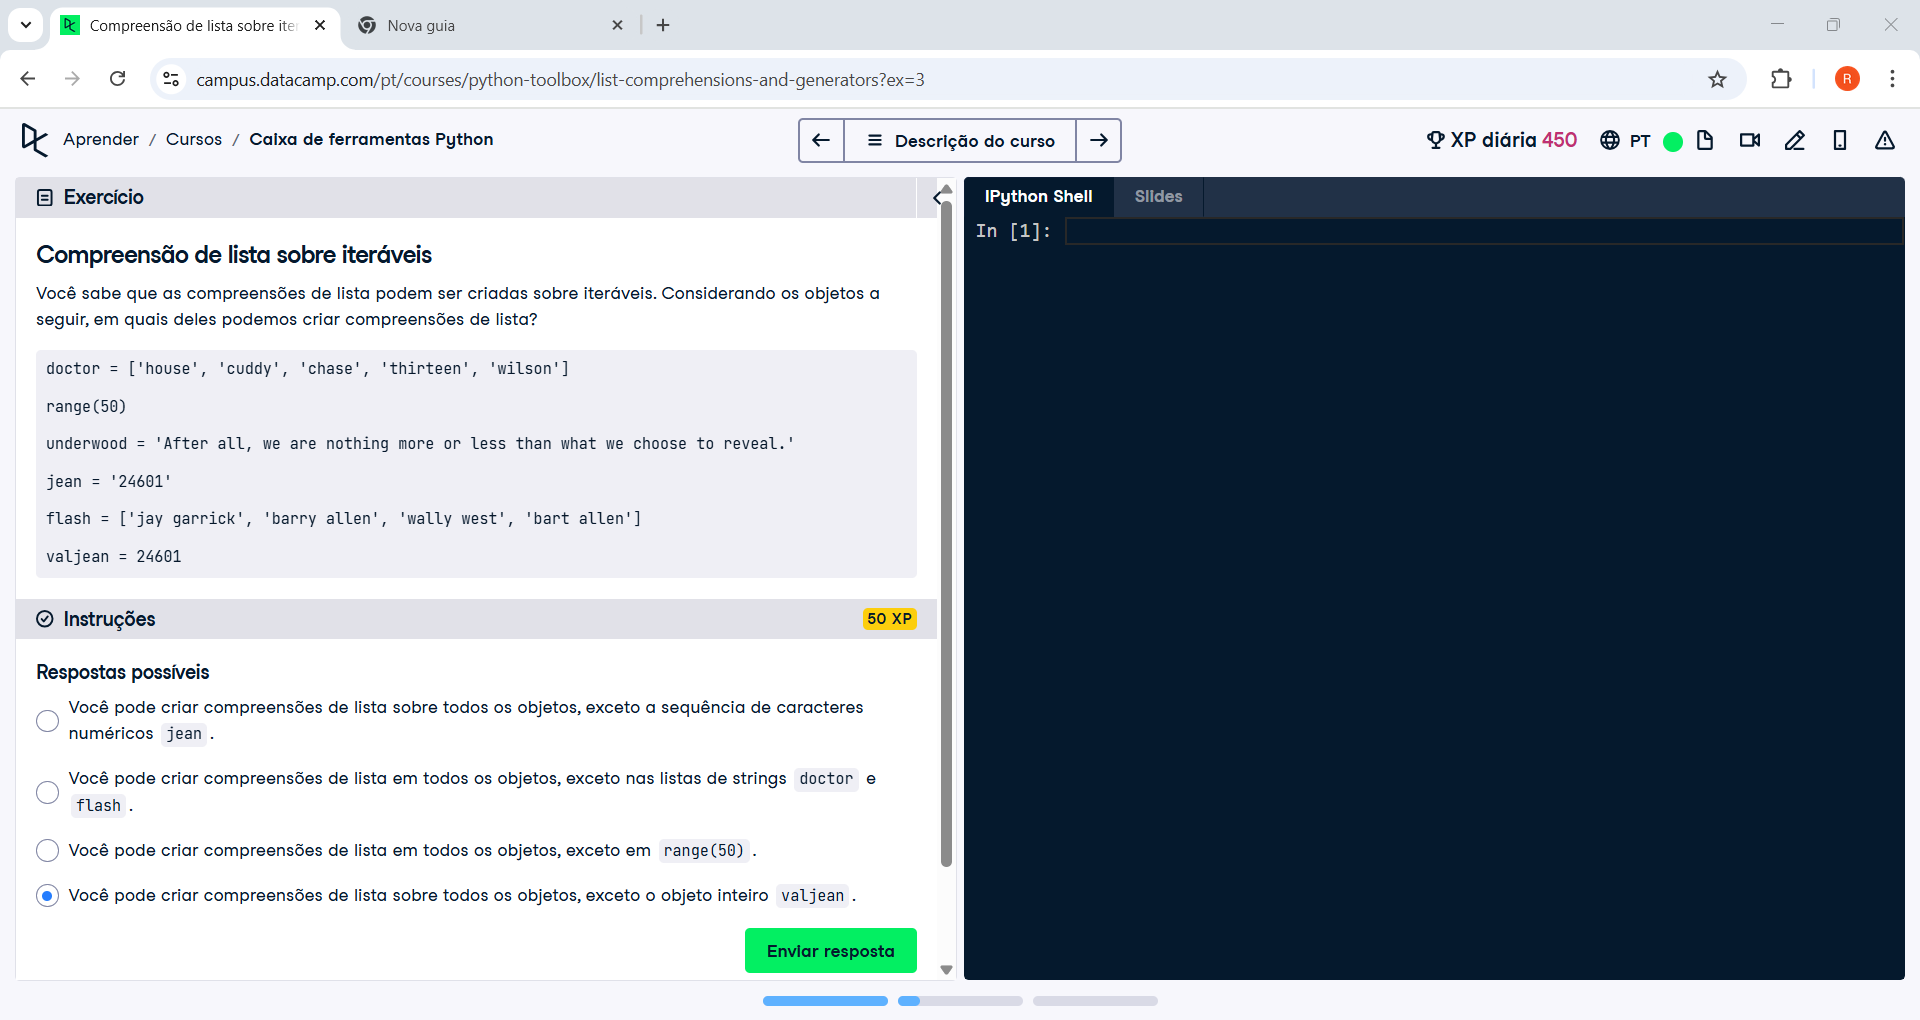 Compreensão de lista sobre iter
Nova guia
campus.datacamp.com/pt/courses/python-toolbox/list-comprehensions-and-generators?ex=3
R
Aprender / Cursos / Caixa de ferramentas Python
Descrição do curso
XP diária 450
PT
Exercício
IPython Shell
Slides
In [1]:
Compreensão de lista sobre iteráveis
Você sabe que as compreensões de lista podem ser criadas sobre iteráveis. Considerando os objetos a
seguir, em quais deles podemos criar compreensões de lista?
doctor = ['house', 'cuddy', 'chase', 'thirteen', 'wilson']
range(50)
underwood = 'After all, we are nothing more or less than what we choose to reveal.'
jean = '24601'
flash = ['jay garrick', 'barry allen', 'wally west', 'bart allen']
valjean = 24601
Instruções
50 XP
Respostas possíveis
Você pode criar compreensões de lista sobre todos os objetos, exceto a sequência de caracteres
numéricos jean .
Você pode criar compreensões de lista em todos os objetos, exceto nas listas de strings doctor e
flash .
Você pode criar compreensões de lista em todos os objetos, exceto em range(50) .
Você pode criar compreensões de lista sobre todos os objetos, exceto o objeto inteiro valjean .
Enviar resposta